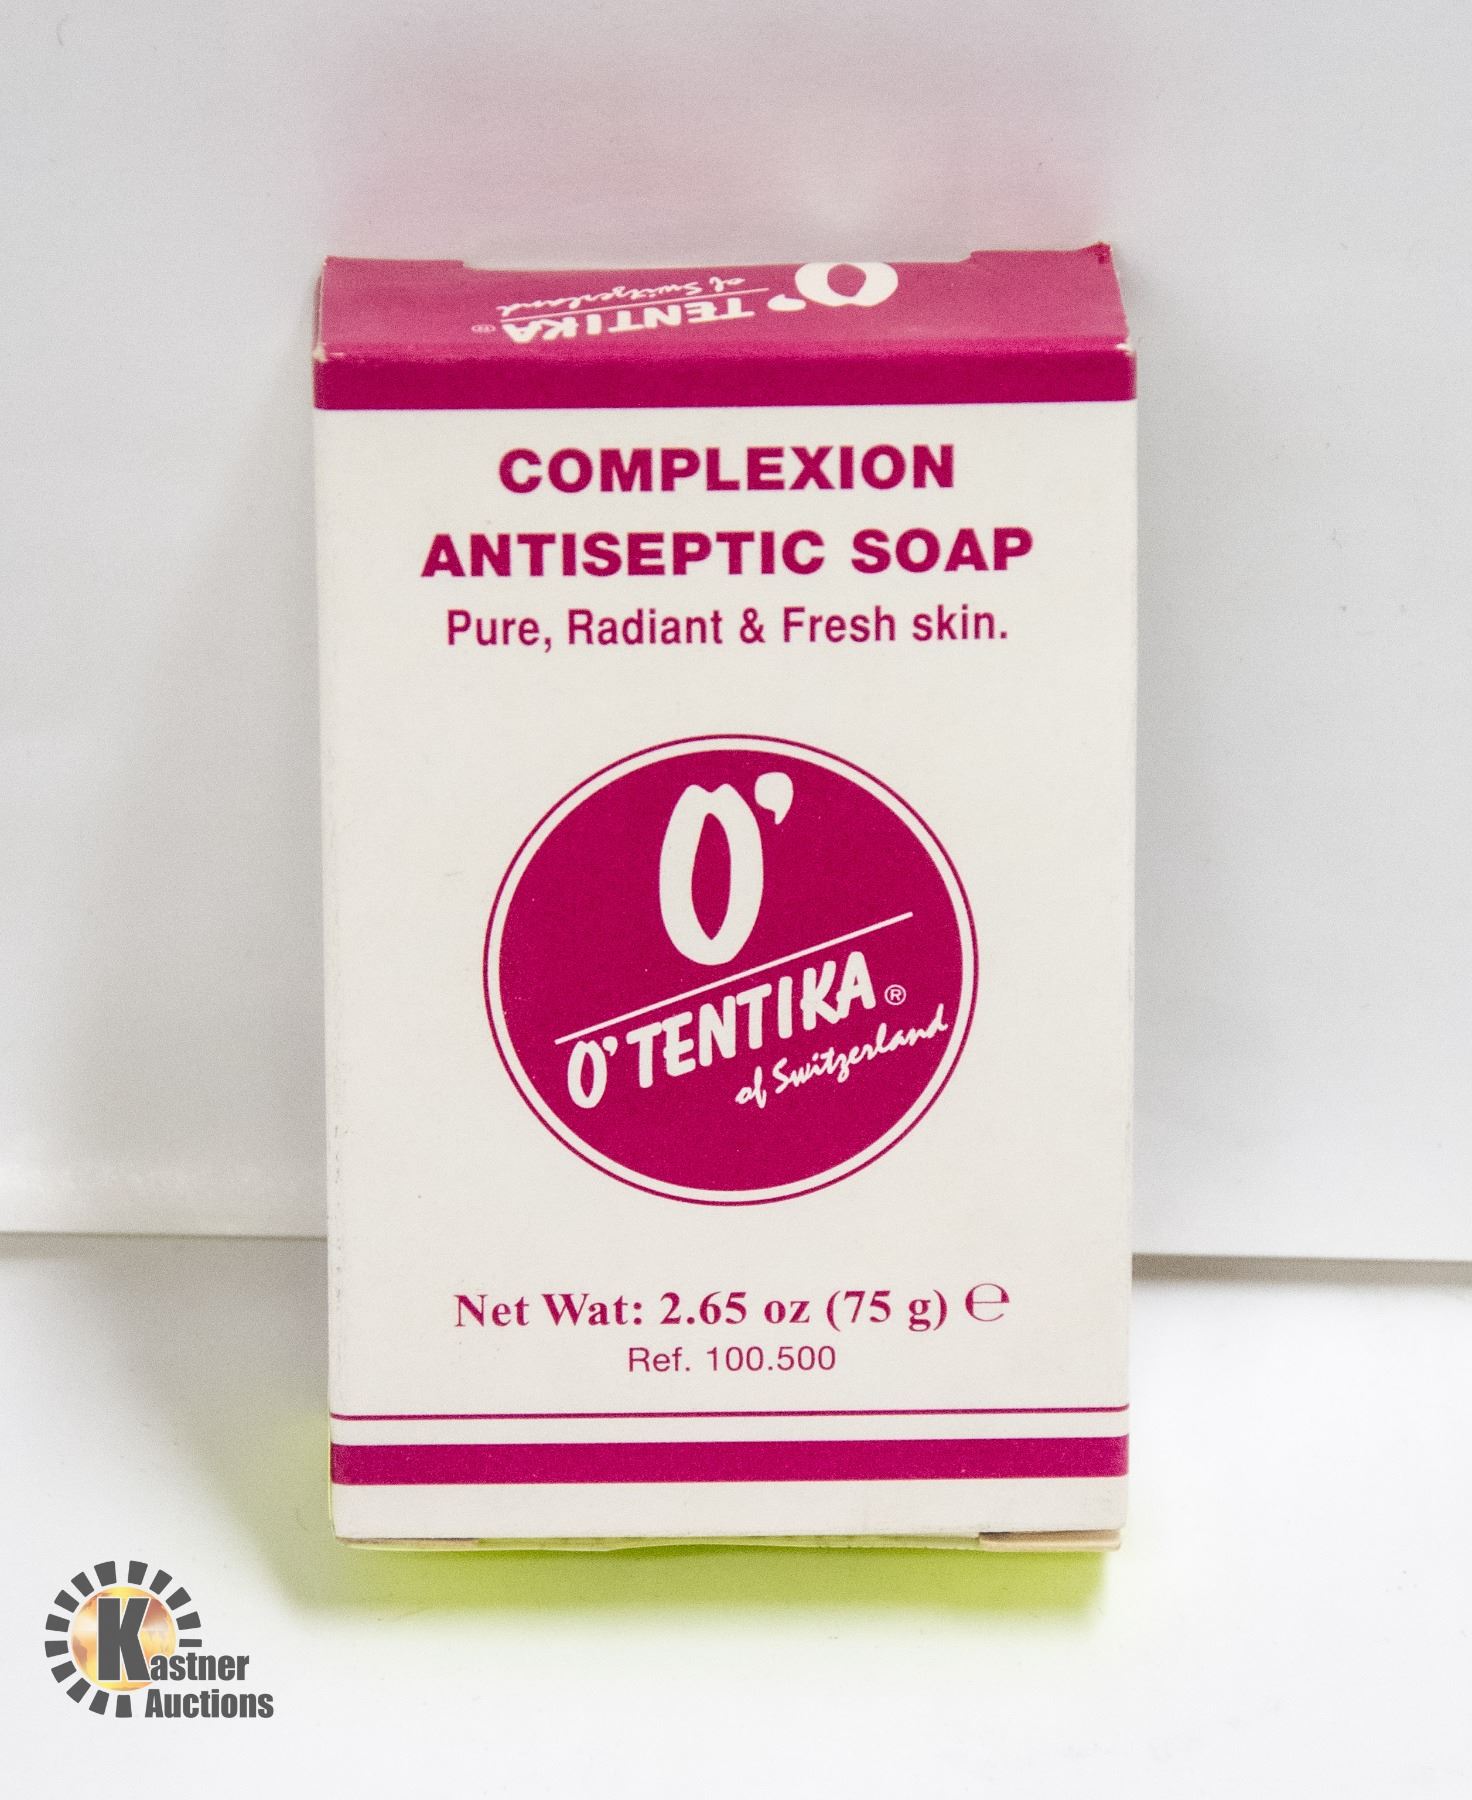 O'TENTIKA®
of Switzerland
COMPLEXION
ANTISEPTIC SOAP
Pure, Radiant & Fresh skin.
O'
O'TENTIKA®
of Switzerland
Net Wat: 2.65 oz (75 g) ℮
Ref. 100.500
Kastner
Auctions